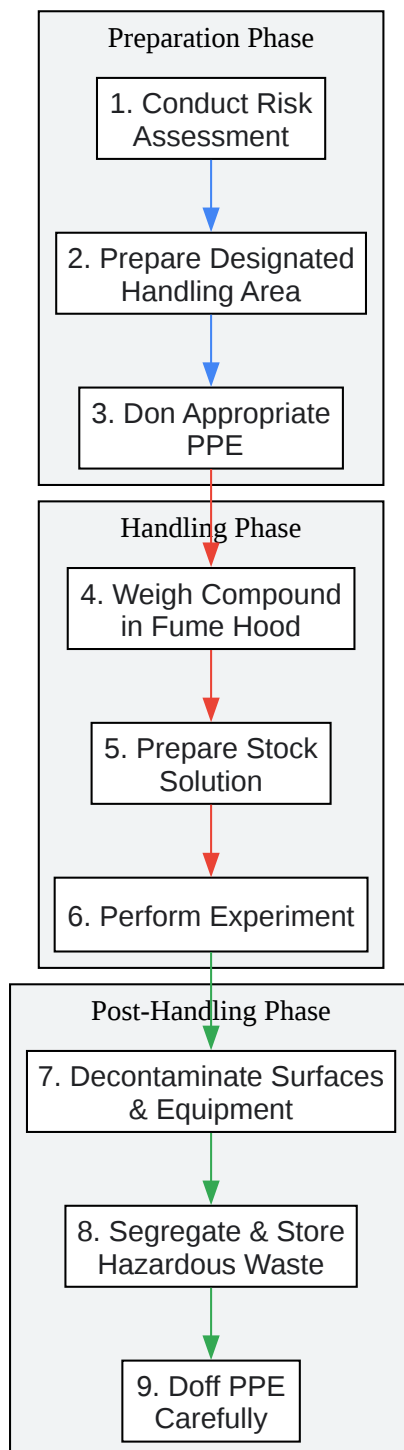 Preparation Phase
1. Conduct Risk
Assessment
2. Prepare Designated
Handling Area
3. Don Appropriate
PPE
Handling Phase
4. Weigh Compound
in Fume Hood
5. Prepare Stock
Solution
6. Perform Experiment
Post-Handling Phase
7. Decontaminate Surfaces
& Equipment
8. Segregate & Store
Hazardous Waste
9. Doff PPE
Carefully